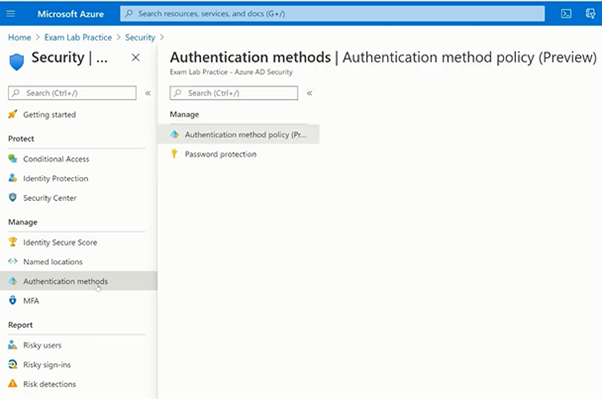 Microsoft Azure
Search resources, services, and docs (G+/)
Home > Exam Lab Practice > Security >
Security | ...
Search (Ctrl+/)
Getting started
Protect
Conditional Access
Identity Protection
Security Center
Manage
Identity Secure Score
Named locations
Authentication methods
MFA
Report
Risky users
Risky sign-ins
Risk detections
Authentication methods | Authentication method policy (Preview)
Exam Lab Practice - Azure AD Security
Search (Ctrl+/)
Manage
Authentication method policy (Pr...
Password protection